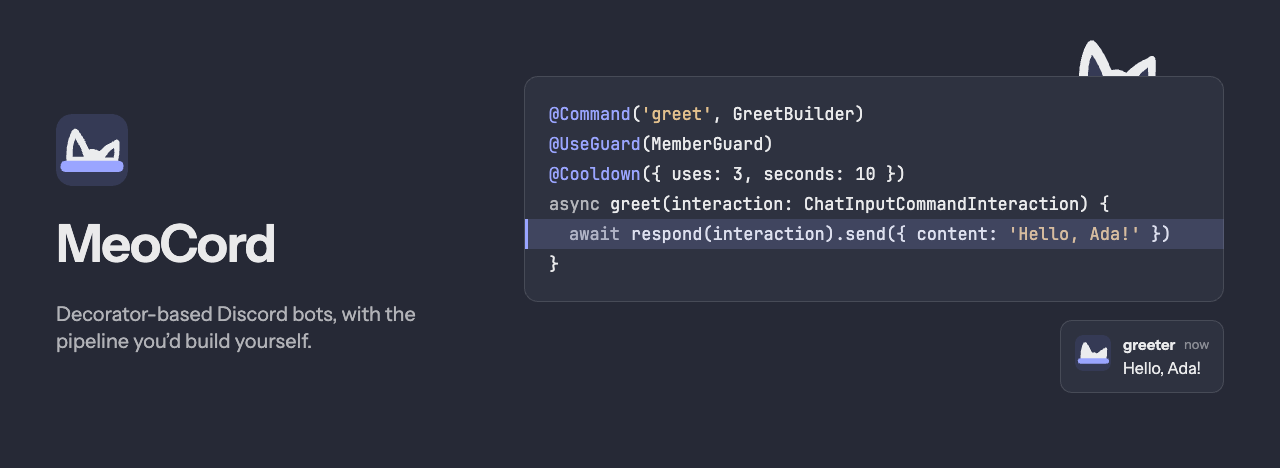 MeoCord
Decorator-based Discord bots, with the
pipeline you’d build yourself.
@Command('greet', GreetBuilder)
@UseGuard(MemberGuard)
@Cooldown({ uses: 3, seconds: 10 })
async greet(interaction: ChatInputCommandInteraction) {
  await respond(interaction).send({ content: 'Hello, Ada!' })
}
greeter now
Hello, Ada!